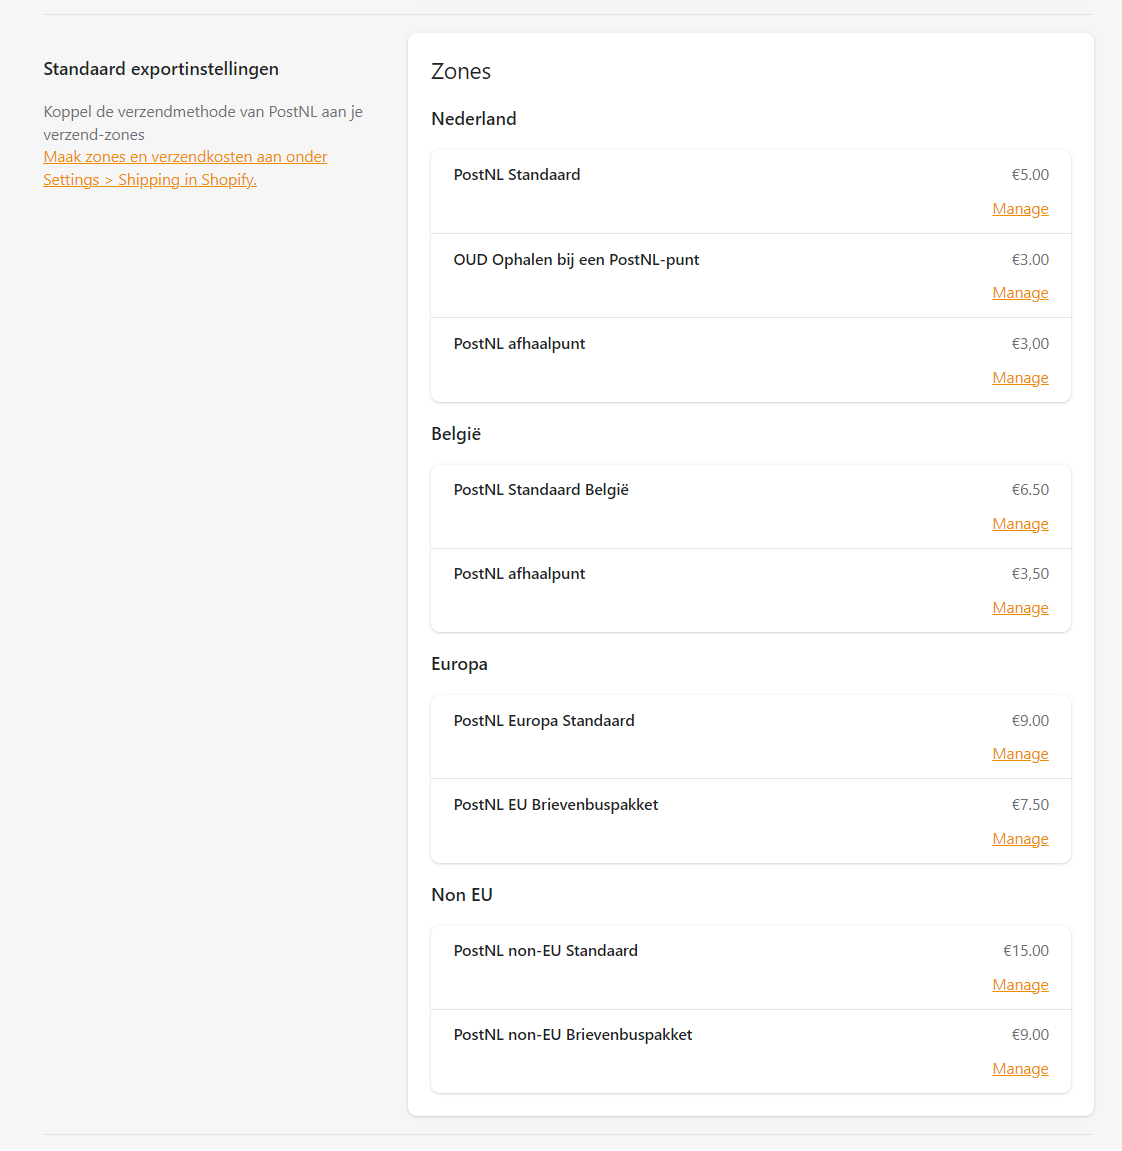 Standaard exportinstellingen
Koppel de verzendmethode van PostNL aan je
verzend-zones
Maak zones en verzendkosten aan onder
Settings > Shipping in Shopify.
Zones
Nederland
PostNL Standaard €5.00
Manage
OUD Ophalen bij een PostNL-punt €3.00
Manage
PostNL afhaalpunt €3,00
Manage
België
PostNL Standaard België €6.50
Manage
PostNL afhaalpunt €3,50
Manage
Europa
PostNL Europa Standaard €9.00
Manage
PostNL EU Brievenbuspakket €7.50
Manage
Non EU
PostNL non-EU Standaard €15.00
Manage
PostNL non-EU Brievenbuspakket €9.00
Manage